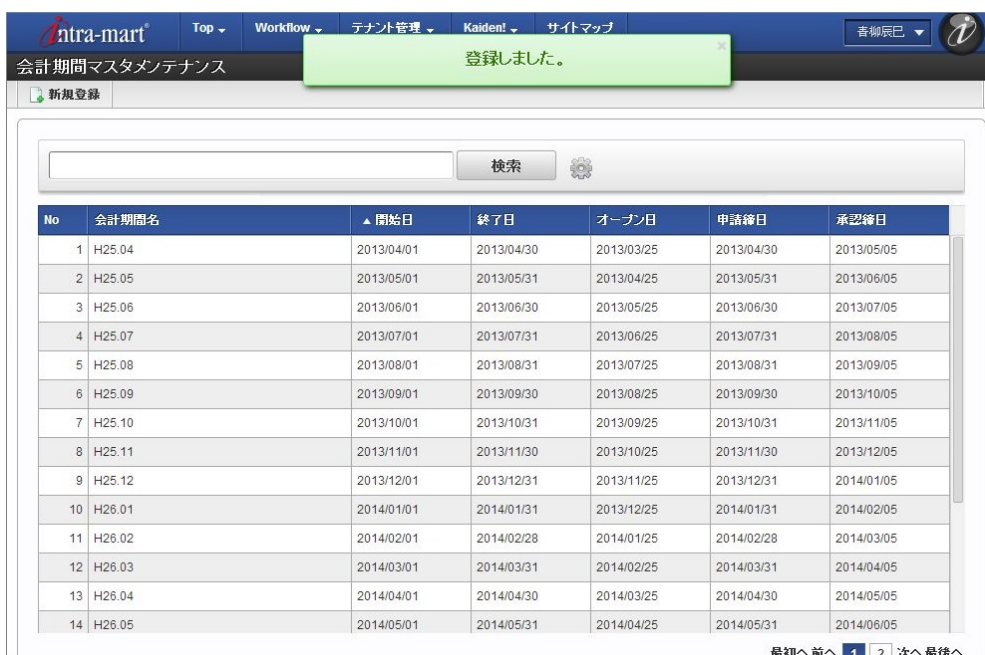 intra-mart® Top Workflow テナント管理 Kaiden! サイトマップ 青柳辰巳
登録しました。 ×
会計期間マスタメンテナンス
新規登録
検索
No 会計期間名 ▲開始日 終了日 オープン日 申請締日 承認締日
1 H25.04 2013/04/01 2013/04/30 2013/03/25 2013/04/30 2013/05/05
2 H25.05 2013/05/01 2013/05/31 2013/04/25 2013/05/31 2013/06/05
3 H25.06 2013/06/01 2013/06/30 2013/05/25 2013/06/30 2013/07/05
4 H25.07 2013/07/01 2013/07/31 2013/06/25 2013/07/31 2013/08/05
5 H25.08 2013/08/01 2013/08/31 2013/07/25 2013/08/31 2013/09/05
6 H25.09 2013/09/01 2013/09/30 2013/08/25 2013/09/30 2013/10/05
7 H25.10 2013/10/01 2013/10/31 2013/09/25 2013/10/31 2013/11/05
8 H25.11 2013/11/01 2013/11/30 2013/10/25 2013/11/30 2013/12/05
9 H25.12 2013/12/01 2013/12/31 2013/11/25 2013/12/31 2014/01/05
10 H26.01 2014/01/01 2014/01/31 2013/12/25 2014/01/31 2014/02/05
11 H26.02 2014/02/01 2014/02/28 2014/01/25 2014/02/28 2014/03/05
12 H26.03 2014/03/01 2014/03/31 2014/02/25 2014/03/31 2014/04/05
13 H26.04 2014/04/01 2014/04/30 2014/03/25 2014/04/30 2014/05/05
14 H26.05 2014/05/01 2014/05/31 2014/04/25 2014/05/31 2014/06/05
最初へ 前へ 1 2 次へ 最後へ